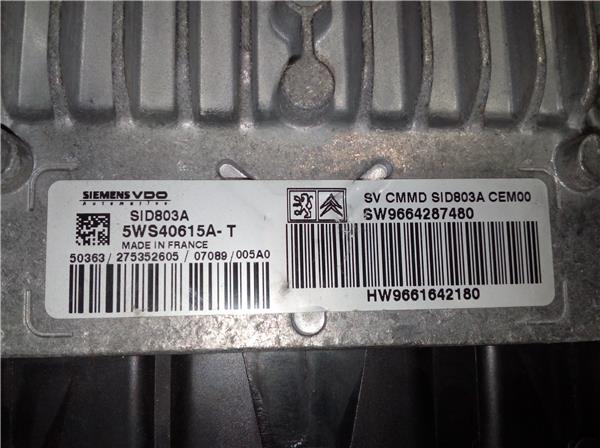 SIEMENS VDO
Automotive
SID803A
5WS40615A-T
MADE IN FRANCE
50363/ 275352605 / 07089 /005A0
SV CMMD SID803A CEM00
SW9664287480
HW9661642180